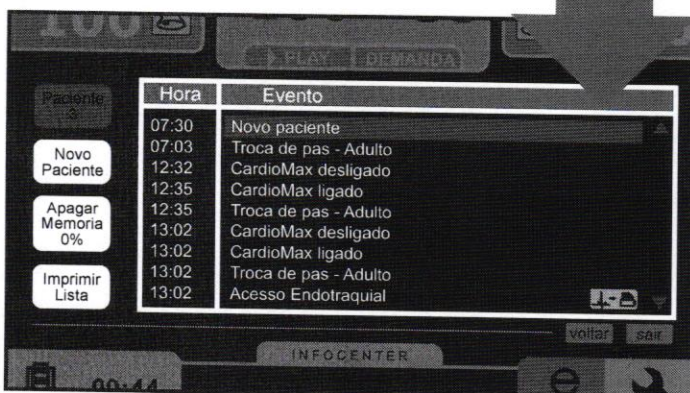 100
PLAY DEMANDA
Paciente
3
Novo
Paciente
Apagar
Memoria
0%
Imprimir
Lista
Hora Evento
07:30 Novo paciente
07:03 Troca de pas - Adulto
12:32 CardioMax desligado
12:35 CardioMax ligado
12:35 Troca de pas - Adulto
13:02 CardioMax desligado
13:02 CardioMax ligado
13:02 Troca de pas - Adulto
13:02 Acesso Endotraquial
voltar sair
INFOCENTER